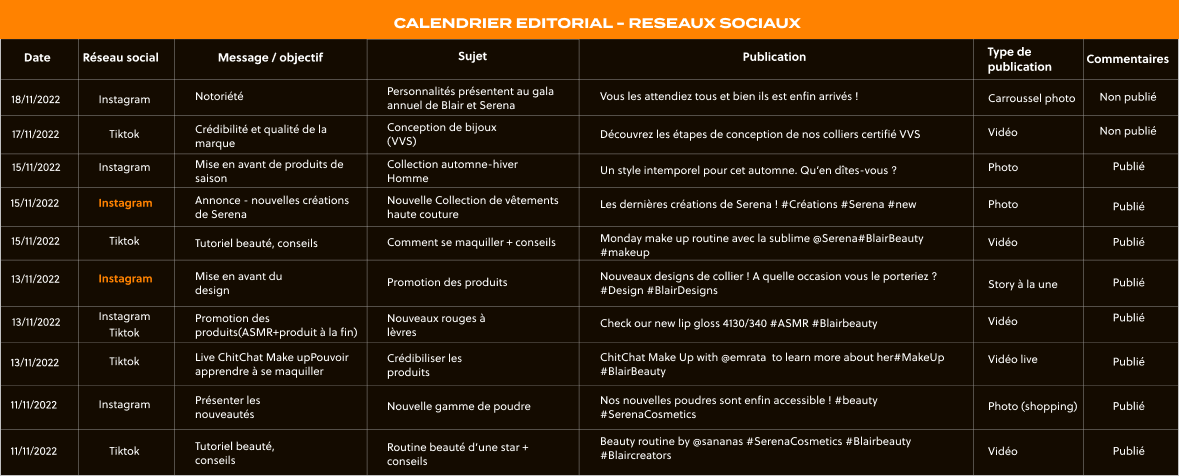 CALENDRIER EDITORIAL - RESEAUX SOCIAUX
Date
Réseau social
Message / objectif
Sujet
Publication
Type de
publication
Commentaires
18/11/2022
Instagram
Notoriété
Personnalités présentent au gala
annuel de Blair et Serena
Vous les attendiez tous et bien ils est enfin arrivés !
Carroussel photo
Non publié
17/11/2022
Tiktok
Crédibilité et qualité de la
marque
Conception de bijoux
(VVS)
Découvrez les étapes de conception de nos colliers certifié VVS
Vidéo
Non publié
15/11/2022
Instagram
Mise en avant de produits de
saison
Collection automne-hiver
Homme
Un style intemporel pour cet automne. Qu'en dîtes-vous ?
Photo
Publié
15/11/2022
Instagram
Annonce - nouvelles créations
de Serena
Nouvelle Collection de vêtements
haute couture
Les dernières créations de Serena ! #Créations #Serena #new
Photo
Publié
15/11/2022
Tiktok
Tutoriel beauté, conseils
Comment se maquiller + conseils
Monday make up routine avec la sublime @Serena#BlairBeauty
#makeup
Vidéo
Publié
13/11/2022
Instagram
Mise en avant du
design
Promotion des produits
Nouveaux designs de collier ! A quelle occasion vous le porteriez ?
#Design #BlairDesigns
Story à la une
Publié
13/11/2022
Instagram
Tiktok
Promotion des
produits(ASMR+produit à la fin)
Nouveaux rouges à
lèvres
Check our new lip gloss 4130/340 #ASMR #Blairbeauty
Vidéo
Publié
13/11/2022
Tiktok
Live ChitChat Make upPouvoir
apprendre à se maquiller
Crédibiliser les
produits
ChitChat Make Up with @emrata to learn more about her#MakeUp
#BlairBeauty
Vidéo live
Publié
11/11/2022
Instagram
Présenter les
nouveautés
Nouvelle gamme de poudre
Nos nouvelles poudres sont enfin accessible ! #beauty
#SerenaCosmetics
Photo (shopping)
Publié
11/11/2022
Tiktok
Tutoriel beauté,
conseils
Routine beauté d'une star +
conseils
Beauty routine by @sananas #SerenaCosmetics #Blairbeauty
#Blaircreators
Vidéo
Publié